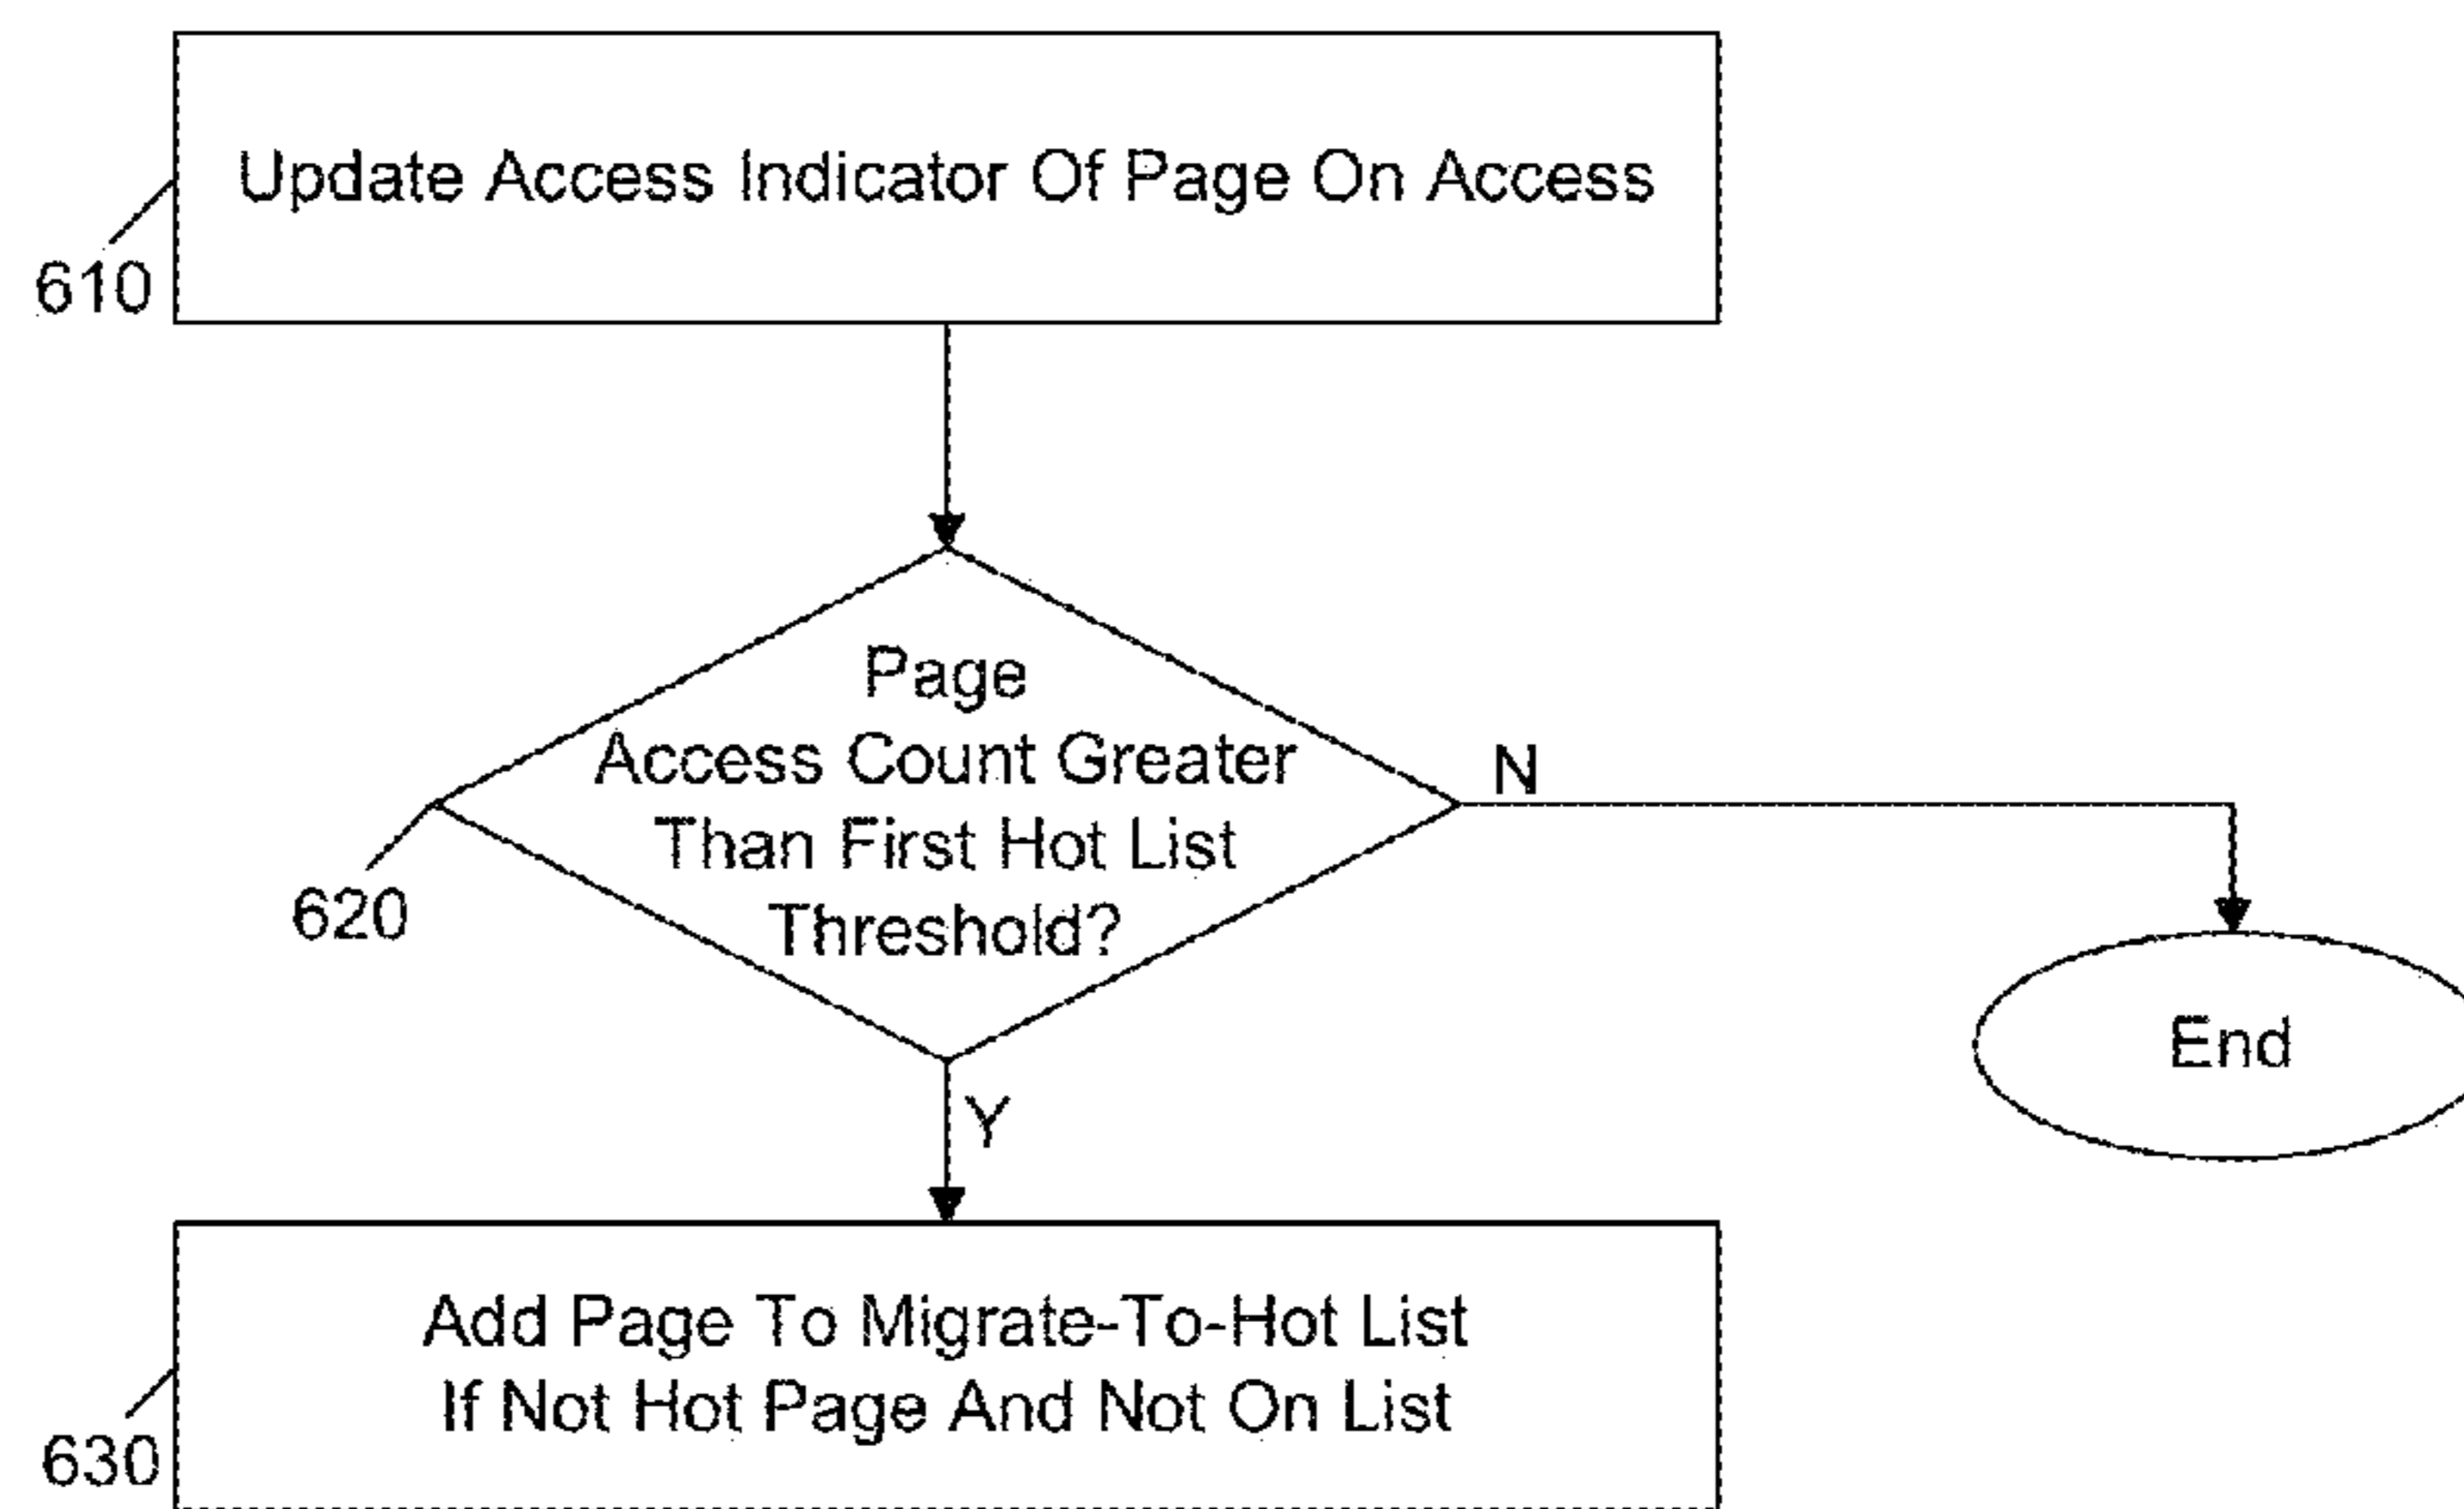 Update Access Indicator Of Page On Access
610
Page
Access Count Greater
Than First Hot List
Threshold?
N
620
End
Y
Add Page To Migrate-To-Hot List
If Not Hot Page And Not On List
630